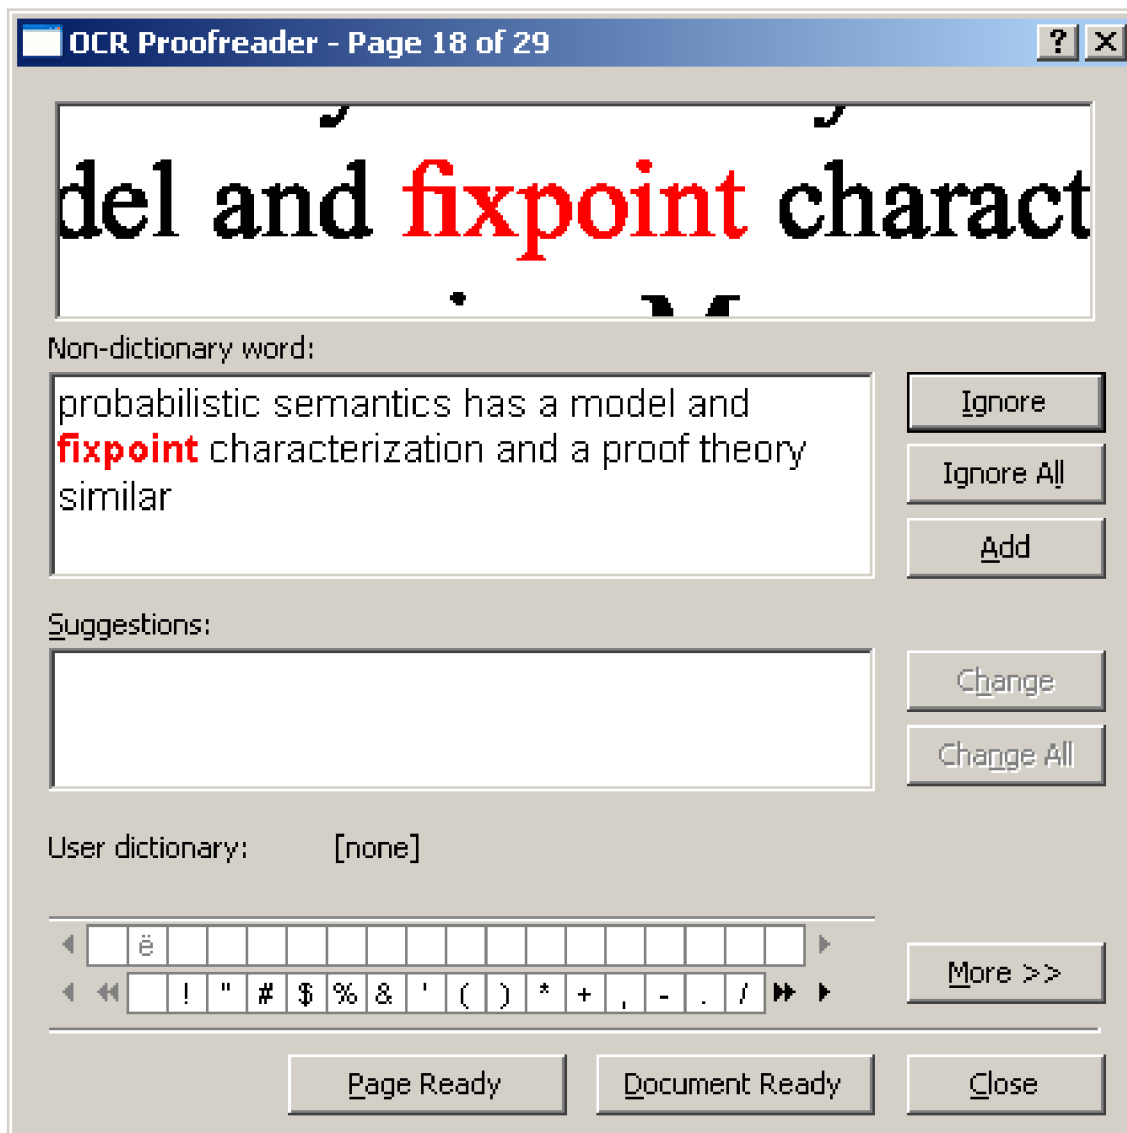 OCR Proofreader - Page 18 of 29
del and fixpoint charact
Non-dictionary word:
probabilistic semantics has a model and
fixpoint characterization and a proof theory
similar
Ignore
Ignore All
Add
Suggestions:
Change
Change All
User dictionary: [none]
ë
! " # $ % & ' ( ) * + , - . /
More >>
Page Ready Document Ready Close